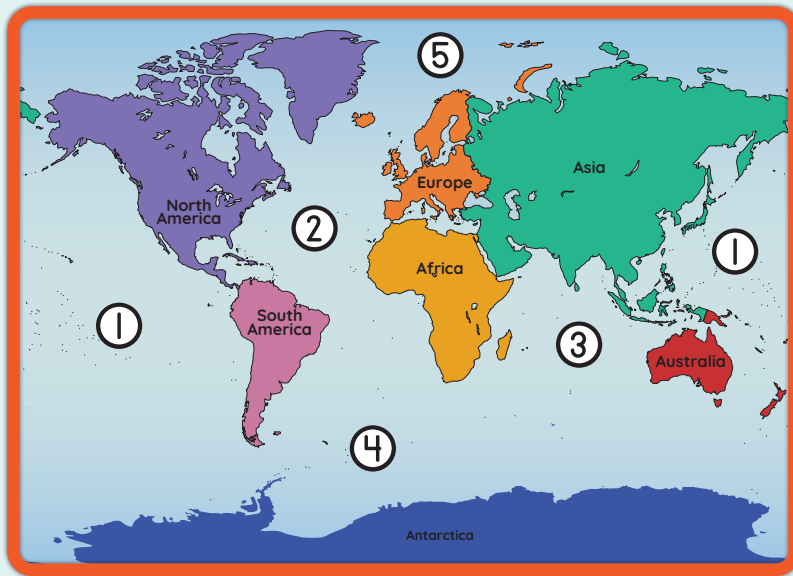 5
Asia
Europe
North
America
2
1
Africa
1
South
America
3
Australia
4
Antarctica